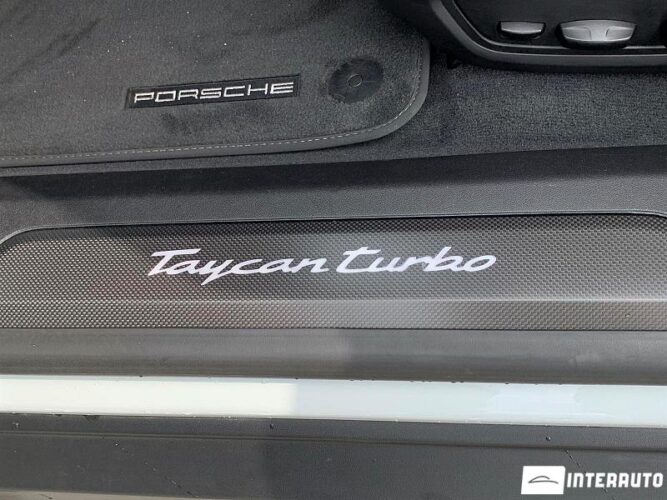 PORSCHE
Taycan turbo
INTERAUTO